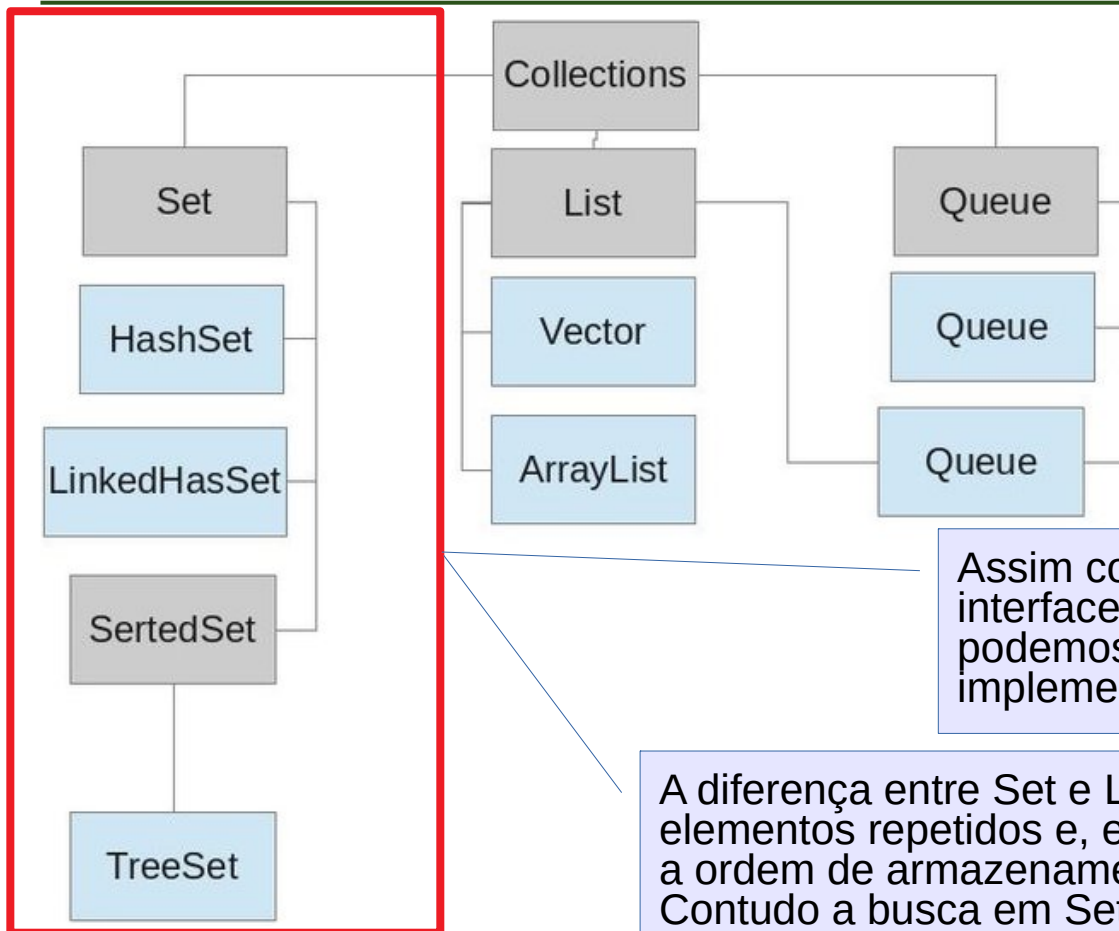 Collections
Set
List
Queue
HashSet
Vector
Queue
LinkedHasSet
ArrayList
Queue
SertedSet
TreeSet
Assim co
interface
podemos
impleme
A diferença entre Set e L
elementos repetidos e, e
a ordem de armazename
Contudo a busca em Set